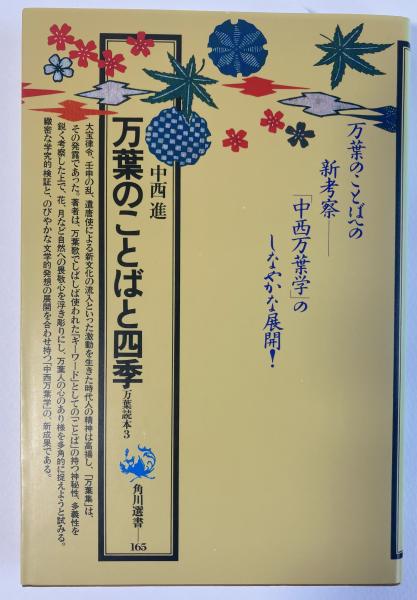 万葉のことばの
新考察——
「中西万葉学」の
しなやかな展開!
中西 進
万葉のことばと四季
万葉読本3
角川選書——165
大宝律令、壬申の乱、遣唐使による新文化の流入といった激動を生きた時代人の精神は高揚し、「万葉集」は、
その発露であった。著者は、万葉歌でしばしば使われた「キーワード」としての「ことば」の持つ神秘性、多義性を
鋭く考察した上で、花、月など自然への畏敬心を浮き彫りにし、万葉人の心のあり様を多角的に捉えようと試みる。
緻密な学究的検証と、のびやかな文学的発想の展開を合わせ持つ「中西万葉学」の、新成果である。